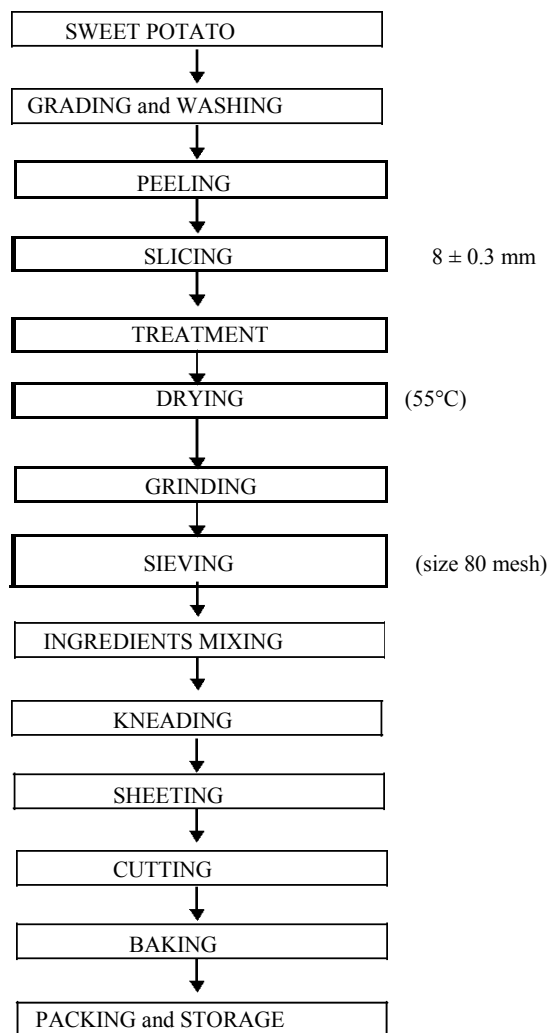 SWEET POTATO
GRADING and WASHING
PEELING
SLICING 8 ± 0.3 mm
TREATMENT
DRYING (55°C)
GRINDING
SIEVING (size 80 mesh)
INGREDIENTS MIXING
KNEADING
SHEETING
CUTTING
BAKING
PACKING and STORAGE